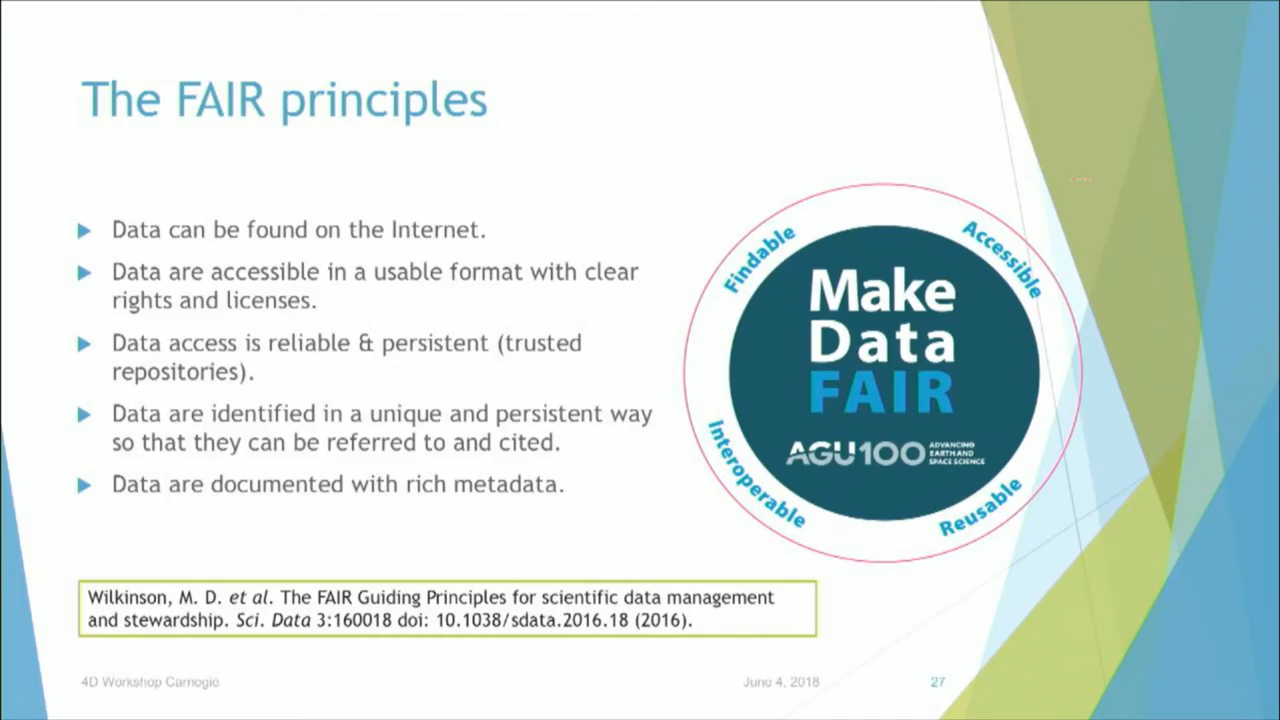 The FAIR principles
Data can be found on the Internet.
Data are accessible in a usable format with clear
rights and licenses.
Data access is reliable & persistent (trusted
repositories).
Data are identified in a unique and persistent way
so that they can be referred to and cited.
Data are documented with rich metadata.
Findable
Accessible
Make
Data
FAIR
AGU100 ADVANCING
EARTH AND
SPACE SCIENCE
Interoperable
Reusable
Wilkinson, M. D. et al. The FAIR Guiding Principles for scientific data management
and stewardship. Sci. Data 3:160018 doi: 10.1038/sdata.2016.18 (2016).
4D Workshop Carnegie
June 4, 2018
27